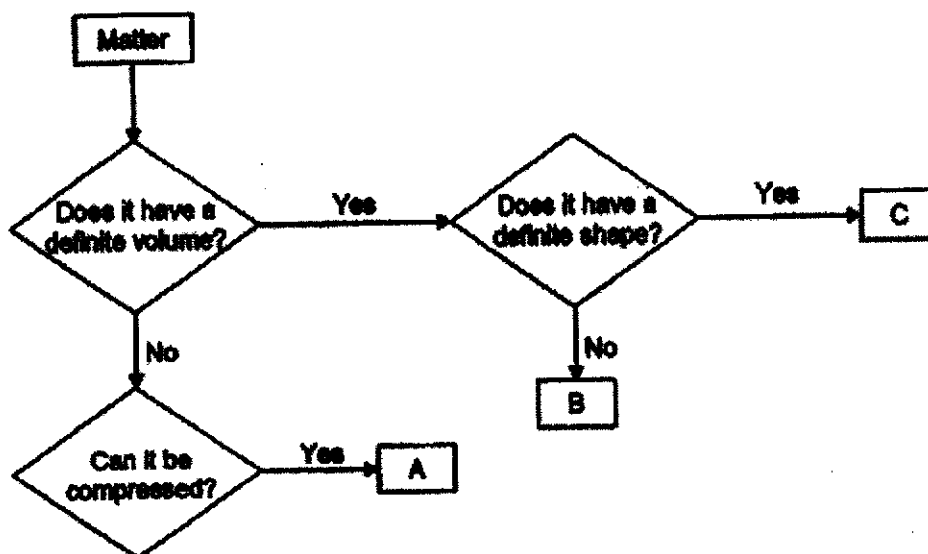 Matter
Does it have a
definite volume?
Yes
Does it have a
definite shape?
Yes
C
No
No
B
Can it be
compressed?
Yes
A